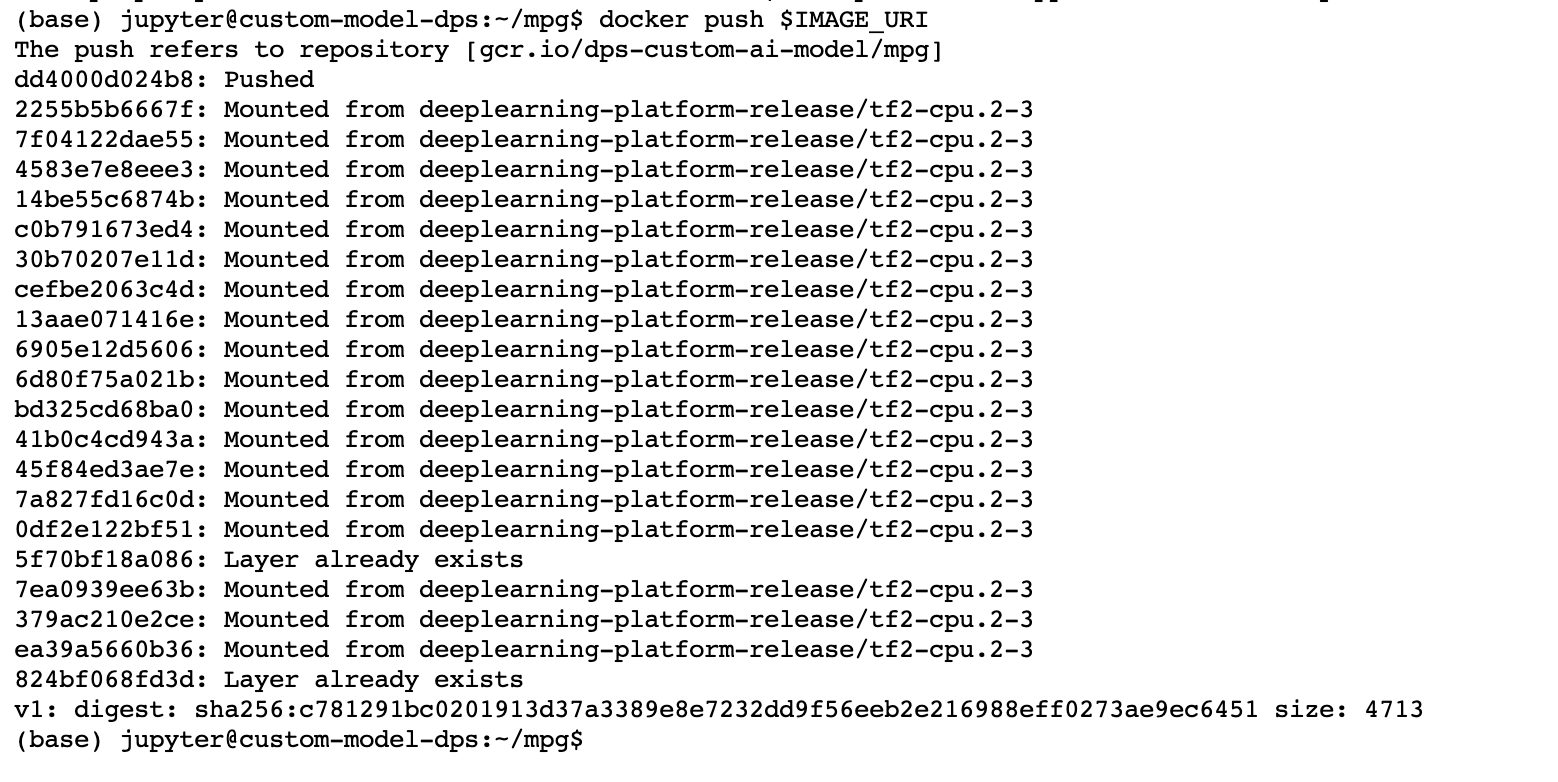 (base) jupyter@custom-model-dps:~/mpg$ docker push $IMAGE_URI
The push refers to repository [gcr.io/dps-custom-ai-model/mpg]
dd4000d024b8: Pushed
2255b5b6667f: Mounted from deeplearning-platform-release/tf2-cpu.2-3
7f04122dae55: Mounted from deeplearning-platform-release/tf2-cpu.2-3
4583e7e8eee3: Mounted from deeplearning-platform-release/tf2-cpu.2-3
14be55c6874b: Mounted from deeplearning-platform-release/tf2-cpu.2-3
c0b791673ed4: Mounted from deeplearning-platform-release/tf2-cpu.2-3
30b70207e11d: Mounted from deeplearning-platform-release/tf2-cpu.2-3
cefbe2063c4d: Mounted from deeplearning-platform-release/tf2-cpu.2-3
13aae071416e: Mounted from deeplearning-platform-release/tf2-cpu.2-3
6905e12d5606: Mounted from deeplearning-platform-release/tf2-cpu.2-3
6d80f75a021b: Mounted from deeplearning-platform-release/tf2-cpu.2-3
bd325cd68ba0: Mounted from deeplearning-platform-release/tf2-cpu.2-3
41b0c4cd943a: Mounted from deeplearning-platform-release/tf2-cpu.2-3
45f84ed3ae7e: Mounted from deeplearning-platform-release/tf2-cpu.2-3
7a827fd16c0d: Mounted from deeplearning-platform-release/tf2-cpu.2-3
0df2e122bf51: Mounted from deeplearning-platform-release/tf2-cpu.2-3
5f70bf18a086: Layer already exists
7ea0939ee63b: Mounted from deeplearning-platform-release/tf2-cpu.2-3
379ac210e2ce: Mounted from deeplearning-platform-release/tf2-cpu.2-3
ea39a5660b36: Mounted from deeplearning-platform-release/tf2-cpu.2-3
824bf068fd3d: Layer already exists
v1: digest: sha256:c781291bc0201913d37a3389e8e7232dd9f56eeb2e216988eff0273ae9ec6451 size: 4713
(base) jupyter@custom-model-dps:~/mpg$